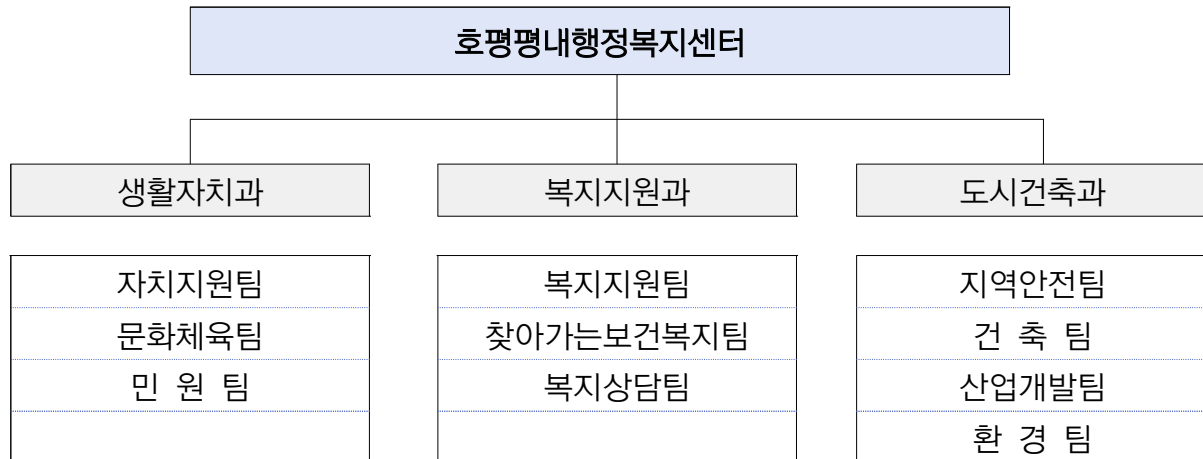 호평평내행정복지센터
생활자치과 복지지원과 도시건축과
자치지원팀 복지지원팀 지역안전팀
문화체육팀 찾아가는보건복지팀 건 축 팀
민 원 팀 복지상담팀 산업개발팀
환 경 팀